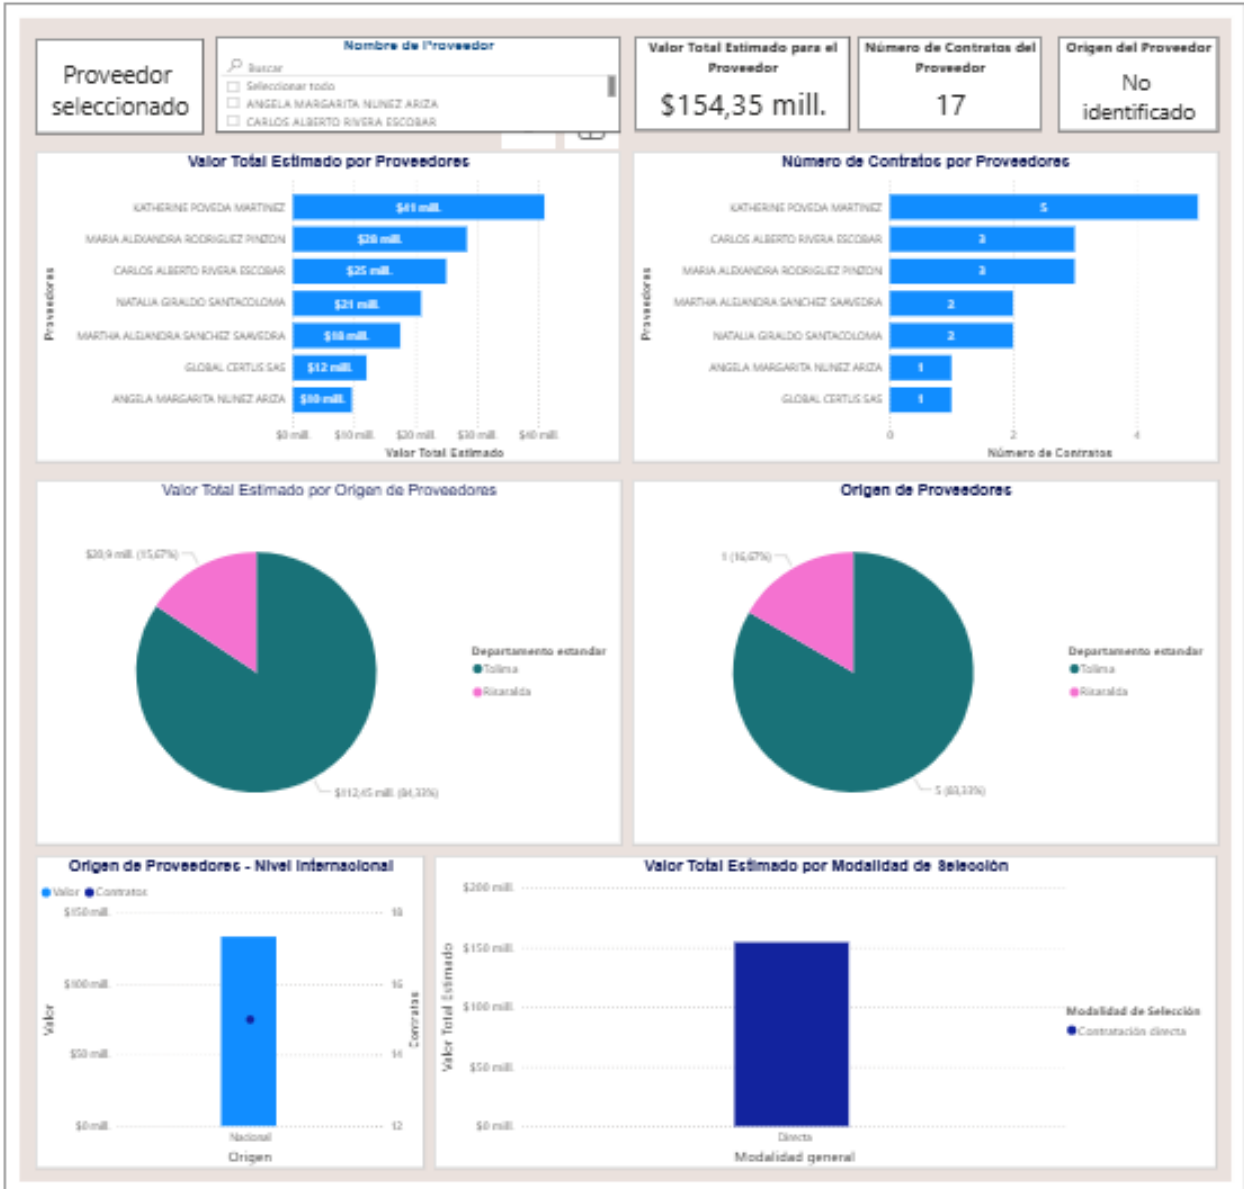 Proveedor
seleccionado
Nombre de Proveedor
Buscar
Seleccionar todo
ANGELA MARGARITA NUNEZ ARIZA
CARLOS ALBERTO RIVERA ESCOBAR
Valor Total Estimado para el
Proveedor
$154,35 mill.
Número de Contratos del
Proveedor
17
Origen del Proveedor
No
identificado
Valor Total Estimado por Proveedores
Proveedores
KATHERINE POVEDA MARTINEZ $41 mill.
MARIA ALEXANDRA RODRIGUEZ PINZON $28 mill.
CARLOS ALBERTO RIVERA ESCOBAR $25 mill.
NATALIA GIRALDO SANTACOLOMA $21 mill.
MARTHA ALEJANDRA SANCHEZ SAAVEDRA $18 mill.
GLOBAL CERTUS SAS $12 mill.
ANGELA MARGARITA NUNEZ ARIZA $10 mill.
$0 mill. $10 mill. $20 mill. $30 mill. $40 mill.
Valor Total Estimado
Número de Contratos por Proveedores
Proveedores
KATHERINE POVEDA MARTINEZ 5
CARLOS ALBERTO RIVERA ESCOBAR 3
MARIA ALEXANDRA RODRIGUEZ PINZON 3
MARTHA ALEJANDRA SANCHEZ SAAVEDRA 2
NATALIA GIRALDO SANTACOLOMA 2
ANGELA MARGARITA NUNEZ ARIZA 1
GLOBAL CERTUS SAS 1
0 2 4
Número de Contratos
Valor Total Estimado por Origen de Proveedores
$20,9 mill. (15,67%)
$112,45 mill. (84,33%)
Departamento estandar
Tolima
Risaralda
Origen de Proveedores
1 (16,67%)
5 (83,33%)
Departamento estandar
Tolima
Risaralda
Origen de Proveedores - Nivel Internacional
Valor Contratos
$150 mill. 18
$100 mill. 16
$50 mill. 14
$0 mill. 12
Valor
Contratos
Nacional
Origen
Valor Total Estimado por Modalidad de Selección
$200 mill.
$150 mill.
$100 mill.
$50 mill.
$0 mill.
Valor Total Estimado
Directa
Modalidad general
Modalidad de Selección
Contratación directa